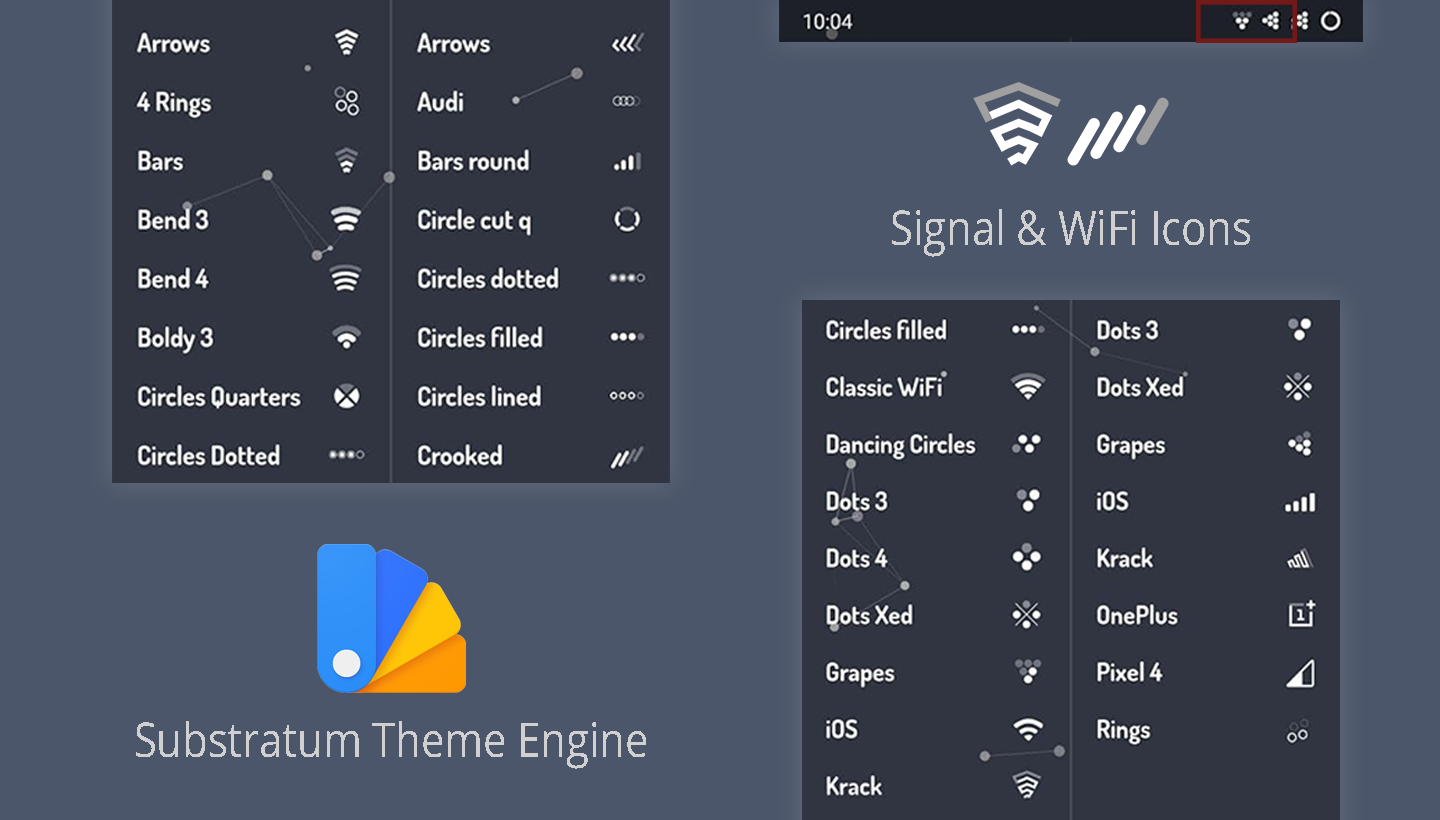 Arrows
4 Rings
Bars
Bend 3
Bend 4
Boldy 3
Circles Quarters
Circles Dotted
Arrows
Audi
Bars round
Circle cut q
Circles dotted
Circles filled
Circles lined
Crooked
Substratum Theme Engine
10:04
Signal & WiFi Icons
Circles filled
Classic WiFi
Dancing Circles
Dots 3
Dots 4
Dots Xed
Grapes
iOS
Krack
Dots 3
Dots Xed
Grapes
iOS
Krack
OnePlus
Pixel 4
Rings